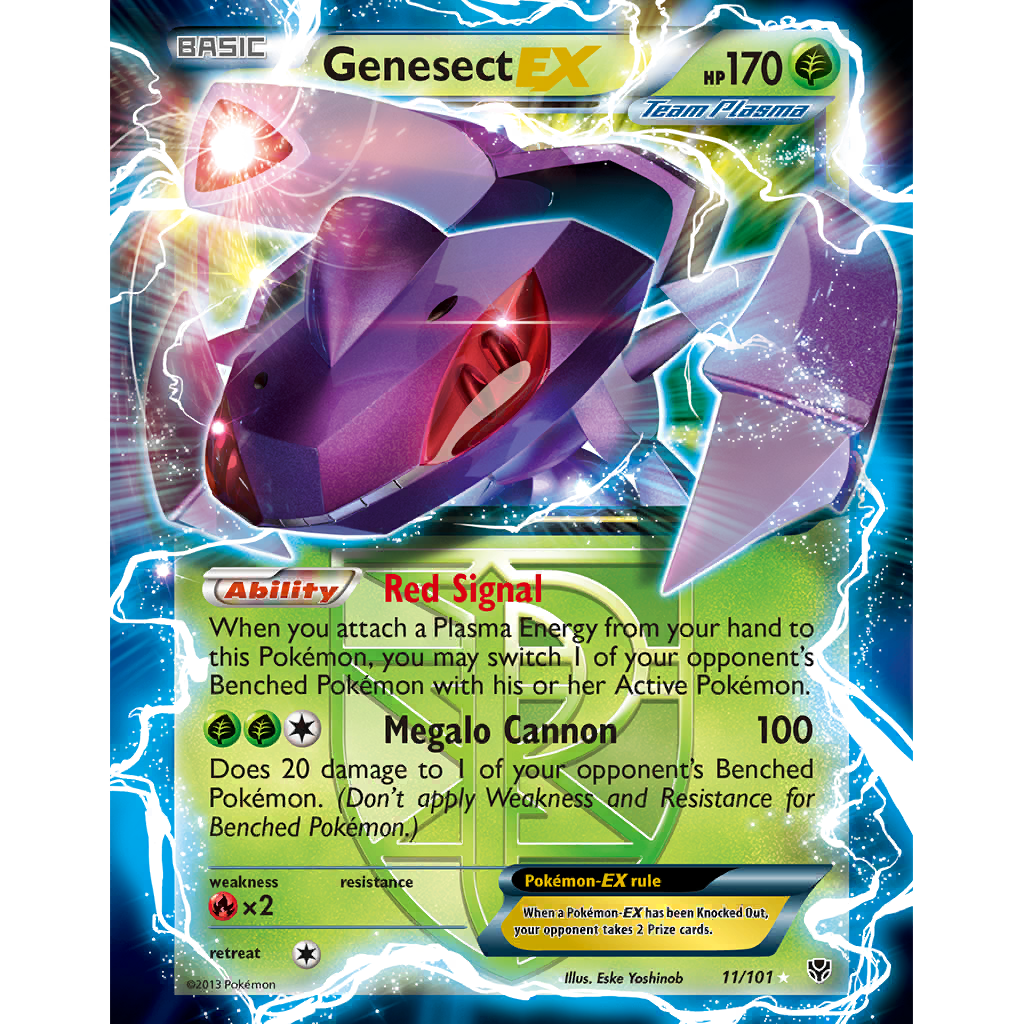 BASIC
Genesect EX
HP 170
Team Plasma
Ability Red Signal
When you attach a Plasma Energy from your hand to
this Pokémon, you may switch 1 of your opponent's
Benched Pokémon with his or her Active Pokémon.
Megalo Cannon 100
Does 20 damage to 1 of your opponent's Benched
Pokémon. (Don't apply Weakness and Resistance for
Benched Pokémon.)
weakness resistance
×2
Pokémon-EX rule
When a Pokémon-EX has been Knocked Out,
your opponent takes 2 Prize cards.
retreat
Illus. Eske Yoshinob 11/101
©2013 Pokémon